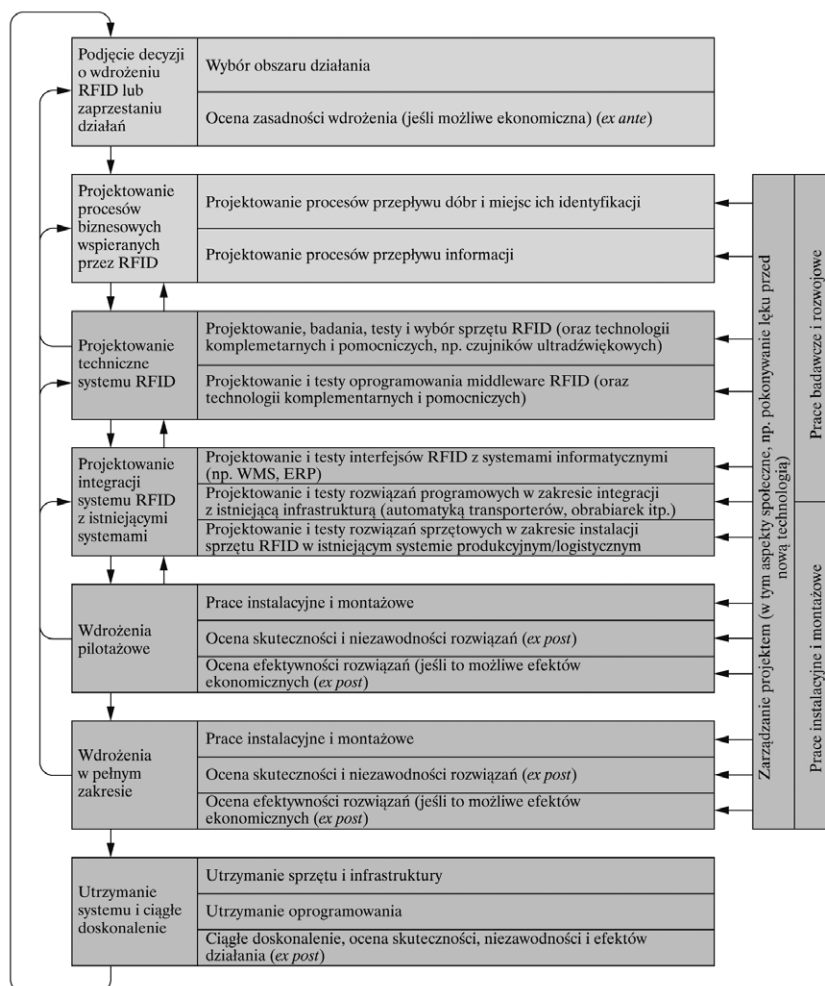 Podjęcie decyzji
o wdrożeniu
RFID lub
zaprzestaniu
działań
Wybór obszaru działania
Ocena zasadności wdrożenia (jeśli możliwe ekonomiczna) (ex ante)
Projektowanie
procesów
biznesowych
wspieranych
przez RFID
Projektowanie procesów przepływu dóbr i miejsc ich identyfikacji
Projektowanie procesów przepływu informacji
Projektowanie
techniczne
systemu RFID
Projektowanie, badania, testy i wybór sprzętu RFID (oraz technologii
komplemetarnych i pomocniczych, np. czujników ultradźwiękowych)
Projektowanie i testy oprogramowania middleware RFID (oraz
technologii komplementarnych i pomocniczych)
Projektowanie
integracji
systemu RFID
z istniejącymi
systemami
Projektowanie i testy interfejsów RFID z systemami informatycznymi
(np. WMS, ERP)
Projektowanie i testy rozwiązań programowych w zakresie integracji
z istniejącą infrastrukturą (automatyką transporterów, obrabiarek itp.)
Projektowanie i testy rozwiązań sprzętowych w zakresie instalacji
sprzętu RFID w istniejącym systemie produkcyjnym/logistycznym
Wdrożenia
pilotażowe
Prace instalacyjne i montażowe
Ocena skuteczności i niezawodności rozwiązań (ex post)
Ocena efektywności rozwiązań (jeśli to możliwe efektów
ekonomicznych (ex post)
Wdrożenia
w pełnym
zakresie
Prace instalacyjne i montażowe
Ocena skuteczności i niezawodności rozwiązań (ex post)
Ocena efektywności rozwiązań (jeśli to możliwe efektów
ekonomicznych (ex post)
Utrzymanie
systemu i ciągłe
doskonalenie
Utrzymanie sprzętu i infrastruktury
Utrzymanie oprogramowania
Ciągłe doskonalenie, ocena skuteczności, niezawodności i efektów
działania (ex post)
Zarządzanie projektem (w tym aspekty społeczne, np. pokonywanie lęku przed
nową technologią)
Prace badawcze i rozwojowe
Prace instalacyjne i montażowe